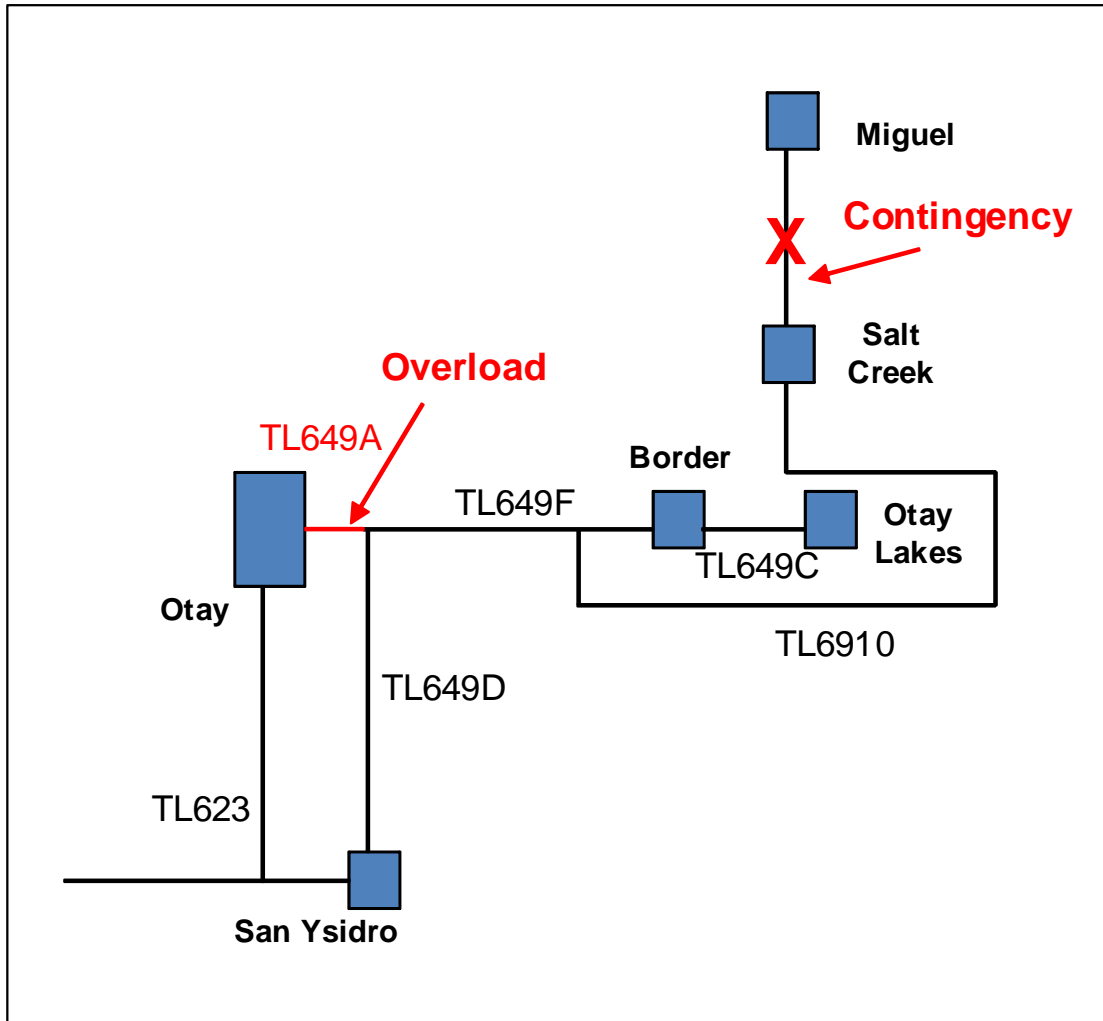 Miguel
X
Contingency
Salt
Creek
Overload
TL649A
Border
TL649F
Otay
Lakes
TL649C
Otay
TL6910
TL649D
TL623
San Ysidro